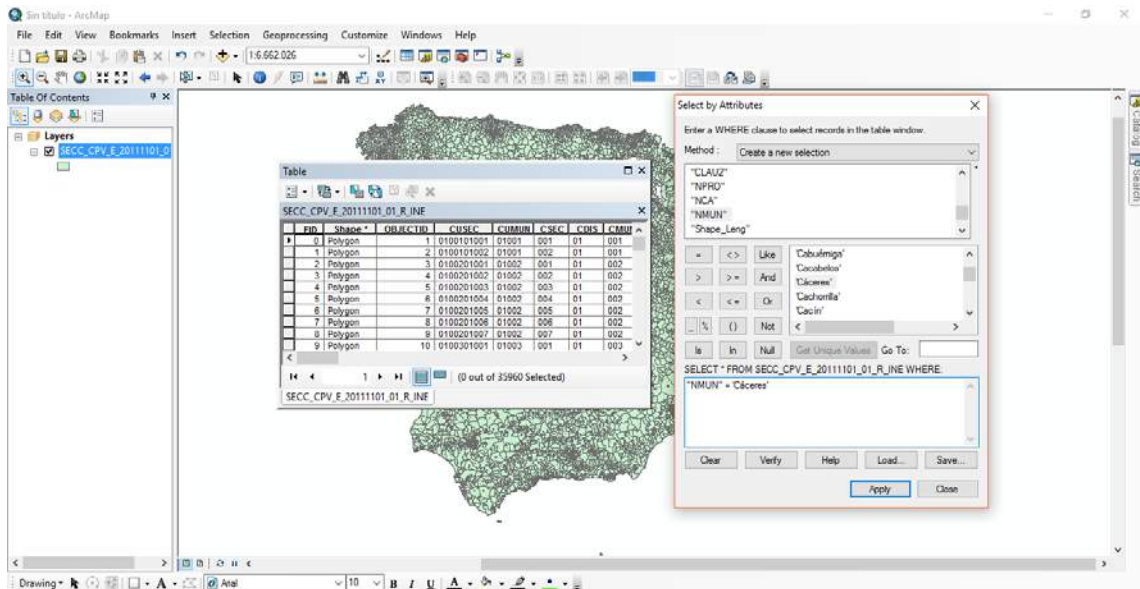 Sin título - ArcMap
File Edit View Bookmarks Insert Selection Geoprocessing Customize Windows Help
1:6.662.026
Table Of Contents
Layers
SECC_CPV_E_20111101_0
Table
SECC_CPV_E_20111101_01_R_INE
FID Shape * OBJECTID CUSEC CUMUN CSEC CDIS CMUN
0 Polygon 1 0100101001 01001 001 01 001
1 Polygon 2 0100101002 01001 002 01 001
2 Polygon 3 0100201001 01002 001 01 002
3 Polygon 4 0100201002 01002 002 01 002
4 Polygon 5 0100201003 01002 003 01 002
5 Polygon 6 0100201004 01002 004 01 002
6 Polygon 7 0100201005 01002 005 01 002
7 Polygon 8 0100201006 01002 006 01 002
8 Polygon 9 0100201007 01002 007 01 002
9 Polygon 10 0100301001 01003 001 01 003
1 (0 out of 35960 Selected)
SECC_CPV_E_20111101_01_R_INE
Select by Attributes
Enter a WHERE clause to select records in the table window.
Method : Create a new selection
"CLAU2"
"NPRO"
"NCA"
"NMUN"
"Shape_Leng"
= <> Like
> >= And
< <= Or
_ % () Not
Is In Null
'Cabuérniga'
'Cacabelos'
'Cáceres'
'Cachorrilla'
'Cacín'
Get Unique Values Go To:
SELECT * FROM SECC_CPV_E_20111101_01_R_INE WHERE:
"NMUN" = 'Cáceres'
Clear Verify Help Load... Save...
Apply Close
Catalog
Search
Drawing A Arial 10 B I U A